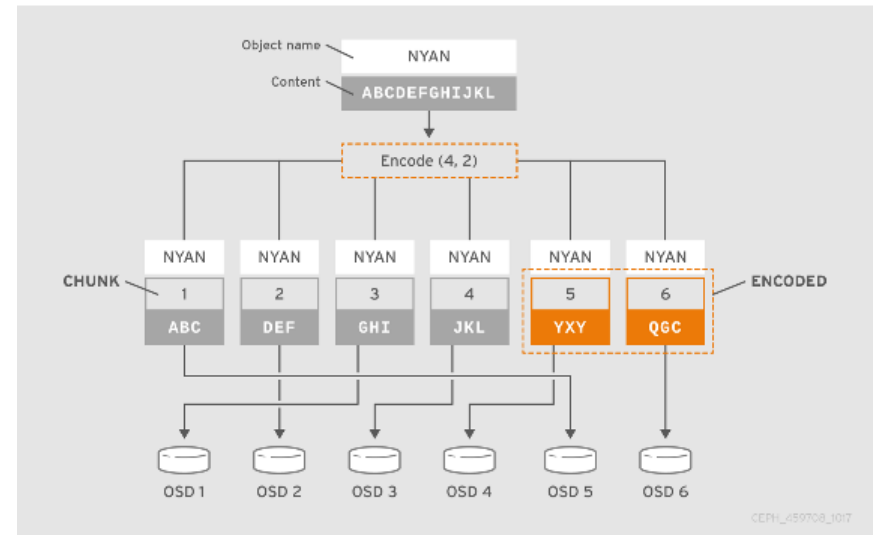 Object name
NYAN
Content
ABCDEFGHIJKL
Encode (4, 2)
NYAN NYAN NYAN NYAN NYAN NYAN
CHUNK 1 2 3 4 5 6 ENCODED
ABC DEF GHI JKL YXY QGC
OSD 1 OSD 2 OSD 3 OSD 4 OSD 5 OSD 6
CEPH_459708_1017